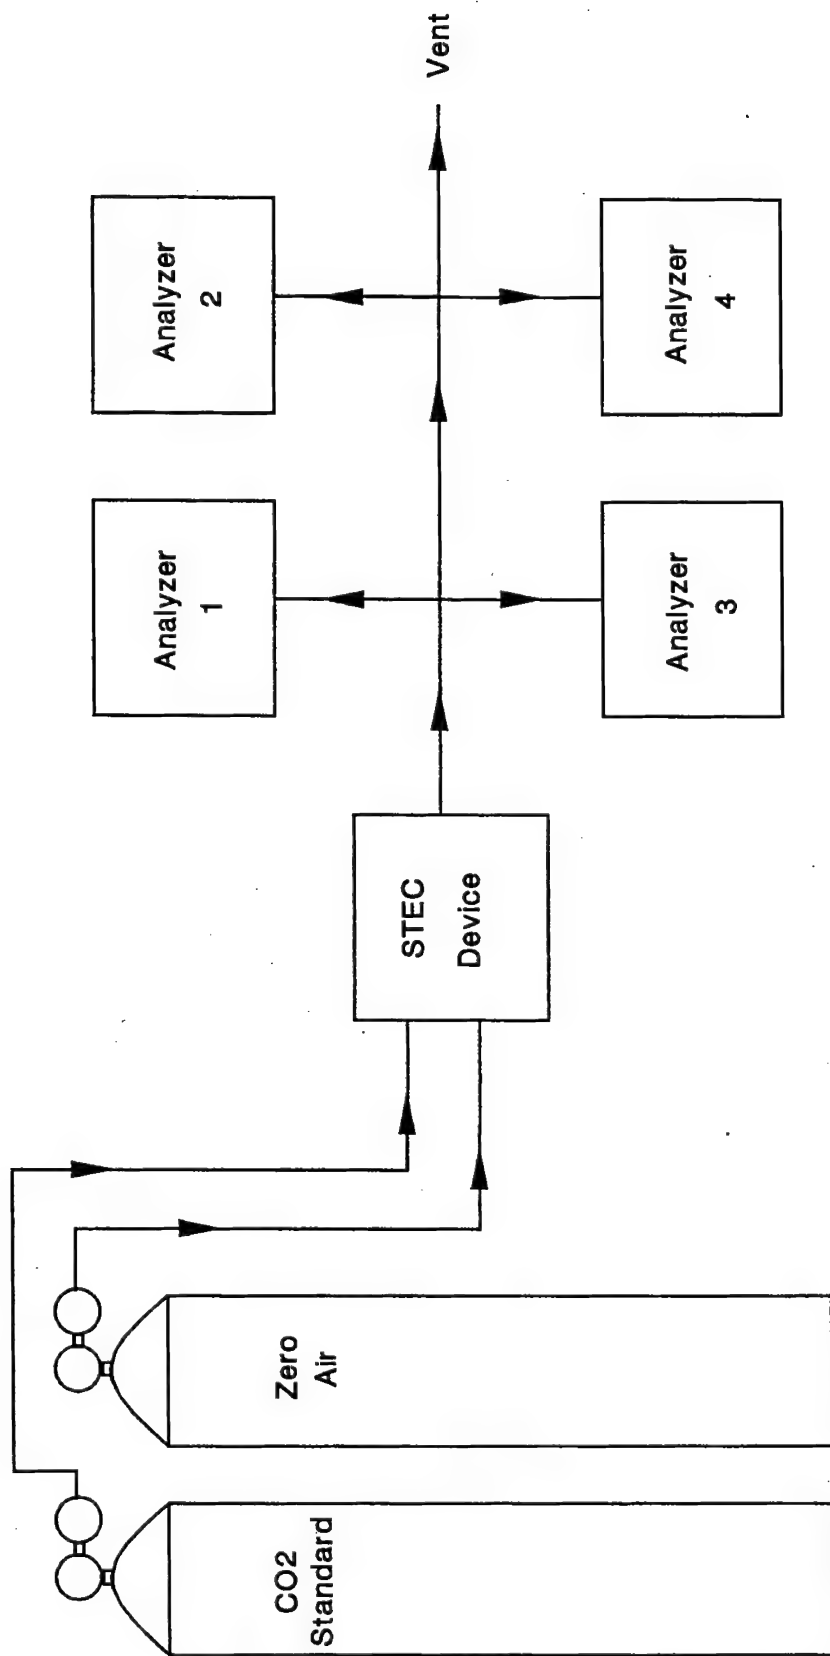 CO2
Standard
Zero
Air
STEC
Device
Analyzer
1
Analyzer
2
Analyzer
3
Analyzer
4
Vent